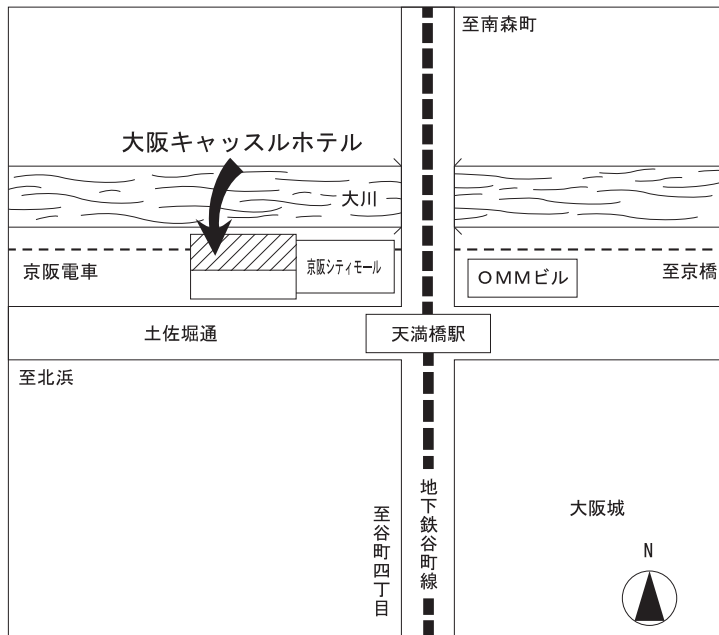 至南森町
大阪キャッスルホテル
大川
京阪電車
京阪シティモール
OMMビル
至京橋
土佐堀通
天満橋駅
至北浜
至谷町四丁目
地下鉄谷町線
大阪城
N